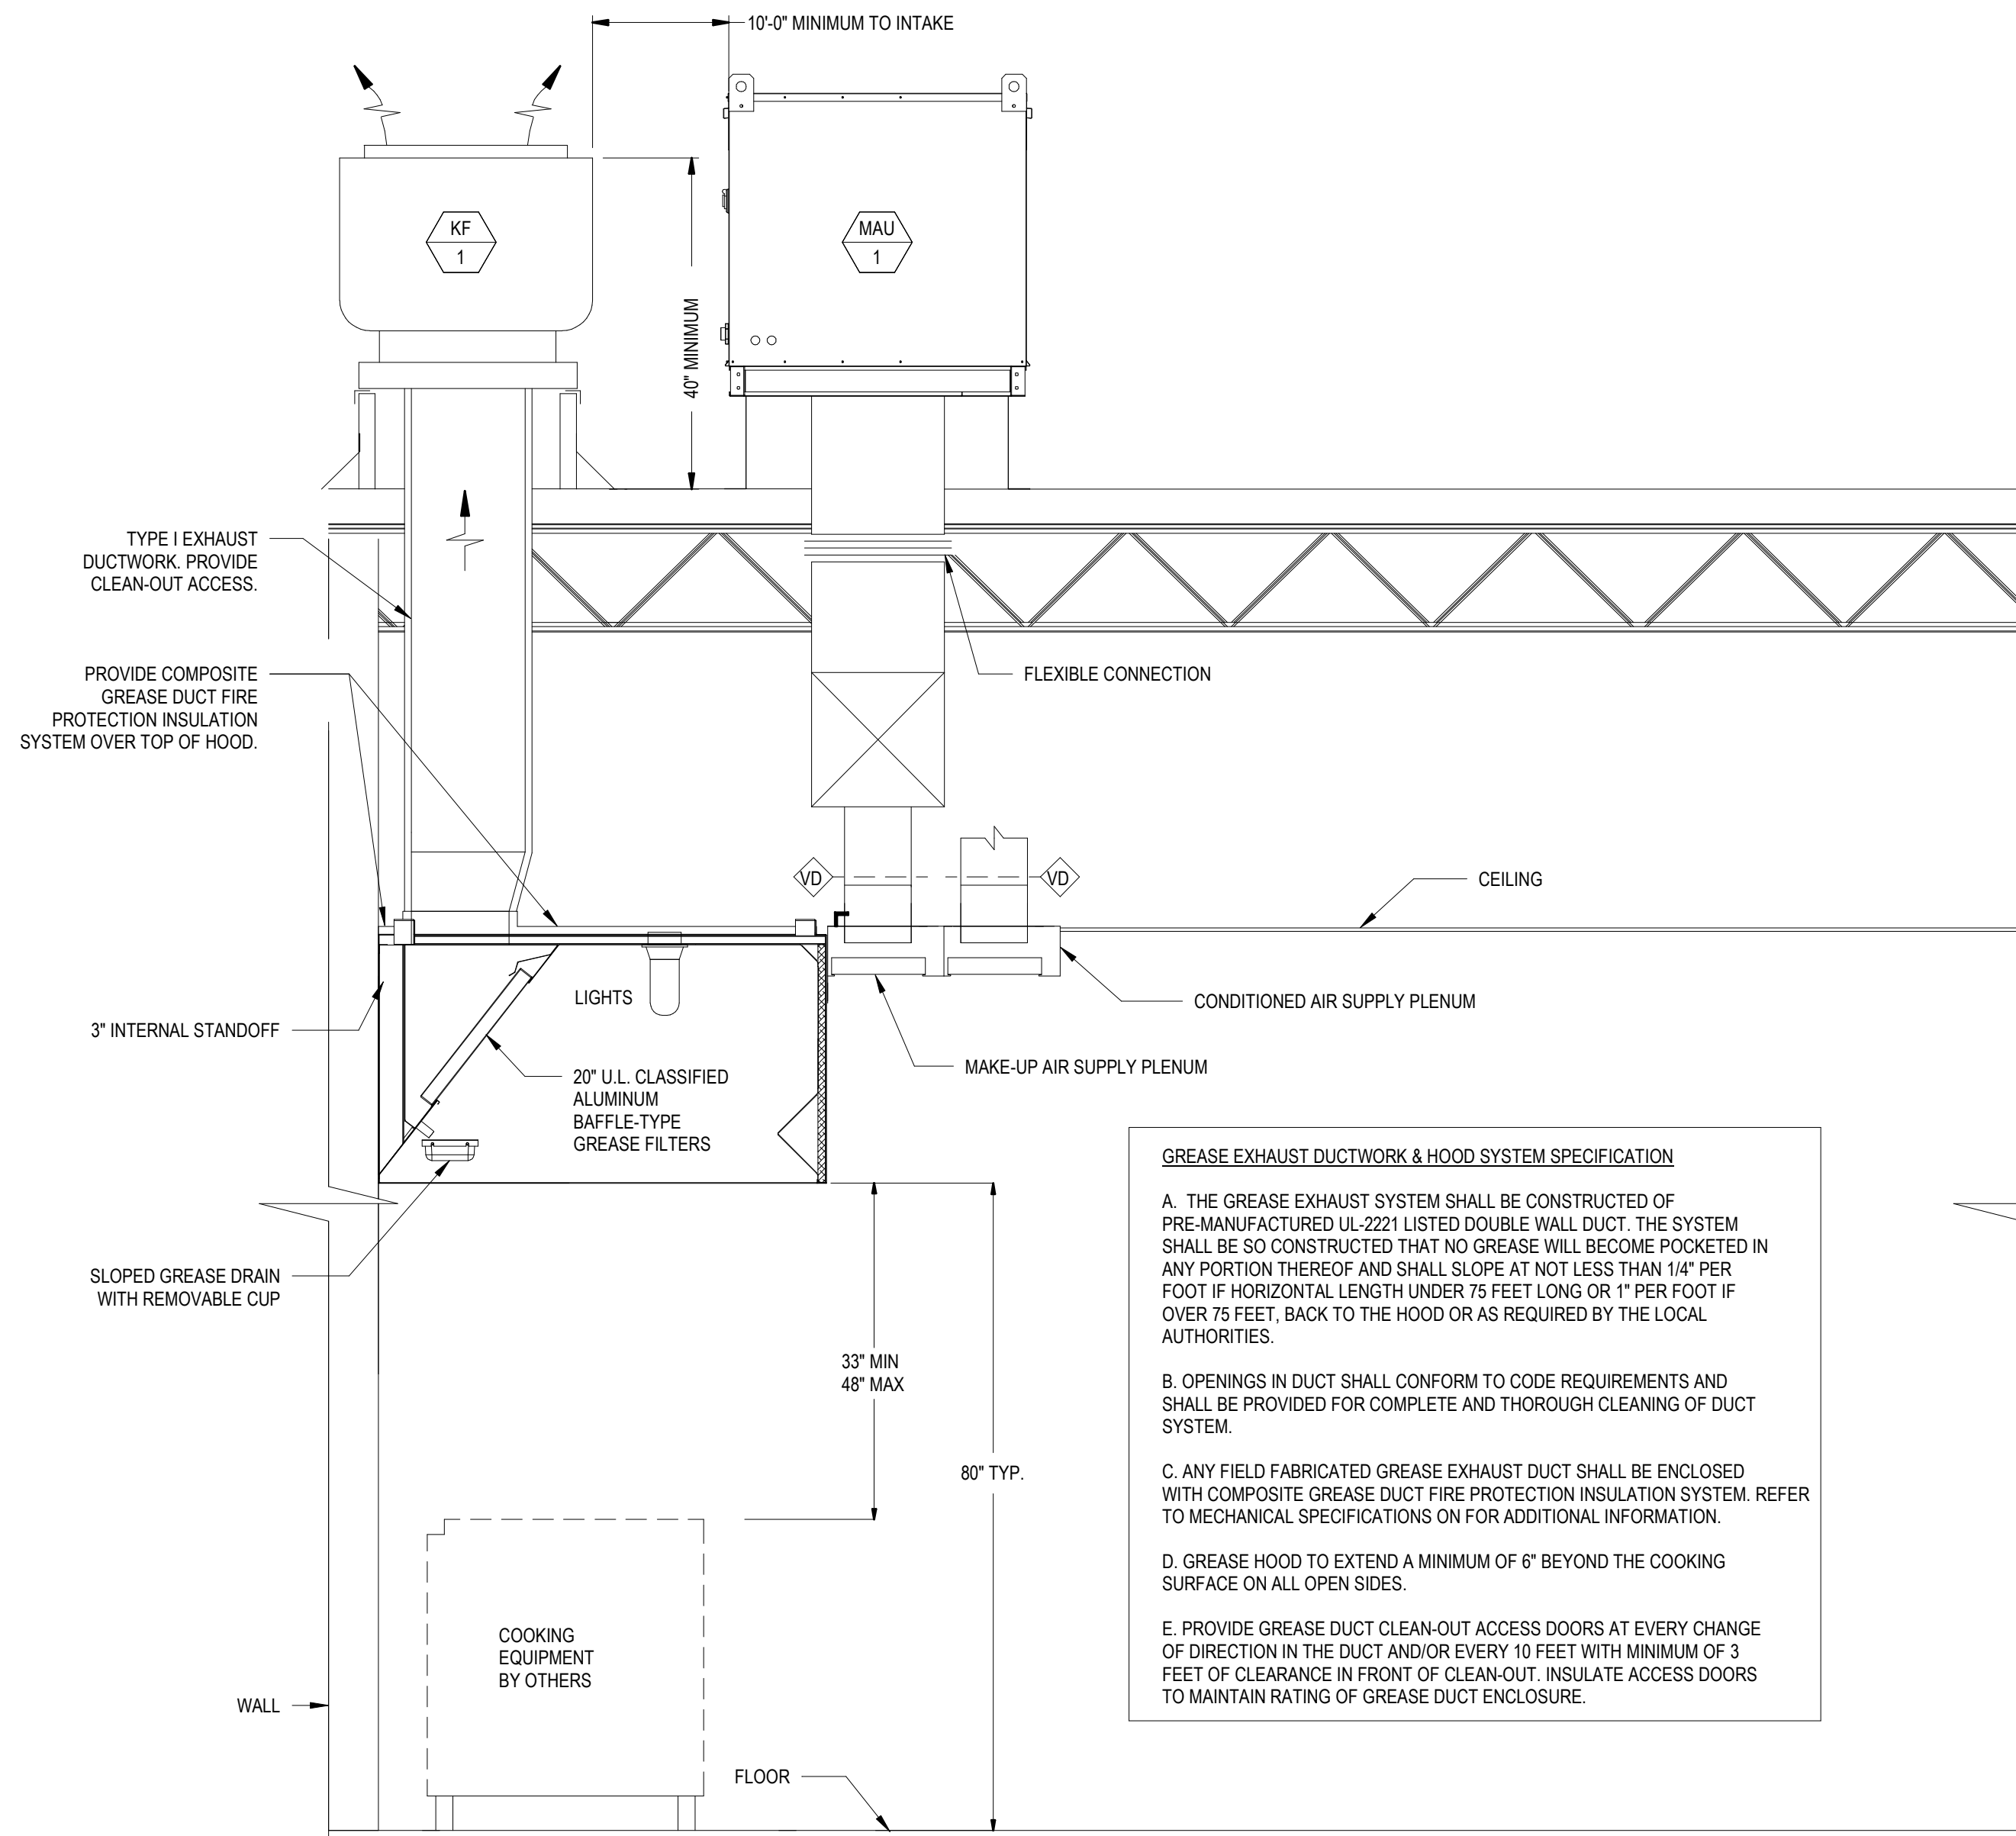 10'-0" MINIMUM TO INTAKE
KF
1
MAU
1
40" MINIMUM
TYPE I EXHAUST
DUCTWORK. PROVIDE
CLEAN-OUT ACCESS.
PROVIDE COMPOSITE
GREASE DUCT FIRE
PROTECTION INSULATION
SYSTEM OVER TOP OF HOOD.
FLEXIBLE CONNECTION
VD
VD
CEILING
LIGHTS
3" INTERNAL STANDOFF
CONDITIONED AIR SUPPLY PLENUM
MAKE-UP AIR SUPPLY PLENUM
20" U.L. CLASSIFIED
ALUMINUM
BAFFLE-TYPE
GREASE FILTERS
SLOPED GREASE DRAIN
WITH REMOVABLE CUP
33" MIN
48" MAX
80" TYP.
COOKING
EQUIPMENT
BY OTHERS
WALL
FLOOR
GREASE EXHAUST DUCTWORK & HOOD SYSTEM SPECIFICATION
A. THE GREASE EXHAUST SYSTEM SHALL BE CONSTRUCTED OF
PRE-MANUFACTURED UL-2221 LISTED DOUBLE WALL DUCT. THE SYSTEM
SHALL BE SO CONSTRUCTED THAT NO GREASE WILL BECOME POCKETED IN
ANY PORTION THEREOF AND SHALL SLOPE AT NOT LESS THAN 1/4" PER
FOOT IF HORIZONTAL LENGTH UNDER 75 FEET LONG OR 1" PER FOOT IF
OVER 75 FEET, BACK TO THE HOOD OR AS REQUIRED BY THE LOCAL
AUTHORITIES.
B. OPENINGS IN DUCT SHALL CONFORM TO CODE REQUIREMENTS AND
SHALL BE PROVIDED FOR COMPLETE AND THOROUGH CLEANING OF DUCT
SYSTEM.
C. ANY FIELD FABRICATED GREASE EXHAUST DUCT SHALL BE ENCLOSED
WITH COMPOSITE GREASE DUCT FIRE PROTECTION INSULATION SYSTEM. REFER
TO MECHANICAL SPECIFICATIONS ON FOR ADDITIONAL INFORMATION.
D. GREASE HOOD TO EXTEND A MINIMUM OF 6" BEYOND THE COOKING
SURFACE ON ALL OPEN SIDES.
E. PROVIDE GREASE DUCT CLEAN-OUT ACCESS DOORS AT EVERY CHANGE
OF DIRECTION IN THE DUCT AND/OR EVERY 10 FEET WITH MINIMUM OF 3
FEET OF CLEARANCE IN FRONT OF CLEAN-OUT. INSULATE ACCESS DOORS
TO MAINTAIN RATING OF GREASE DUCT ENCLOSURE.